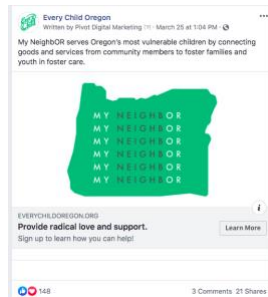 Every Child Oregon
Written by Pivot Digital Marketing · March 25 at 1:04 PM ·
My NeighbOR serves Oregon's most vulnerable children by connecting
goods and services from community members to foster families and
youth in foster care.
MY NEIGHBOR
MY NEIGHBOR
MY NEIGHBOR
MY NEIGHBOR
MY NEIGHBOR
MY NEIGHBOR
EVERYCHILDOREGON.ORG
Provide radical love and support.
Learn More
Sign up to learn how you can help!
148
3 Comments 21 Shares